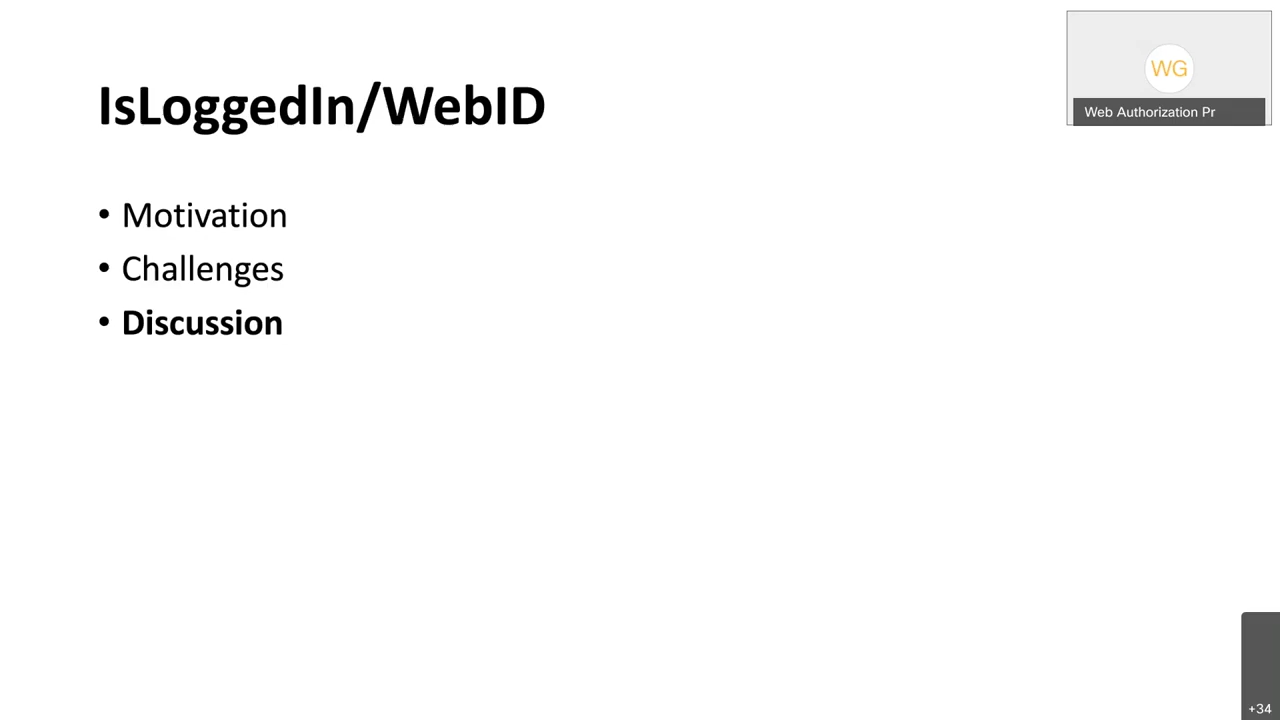 IsLoggedIn/WebID
WG
Web Authorization Pr
• Motivation
• Challenges
• Discussion
+34